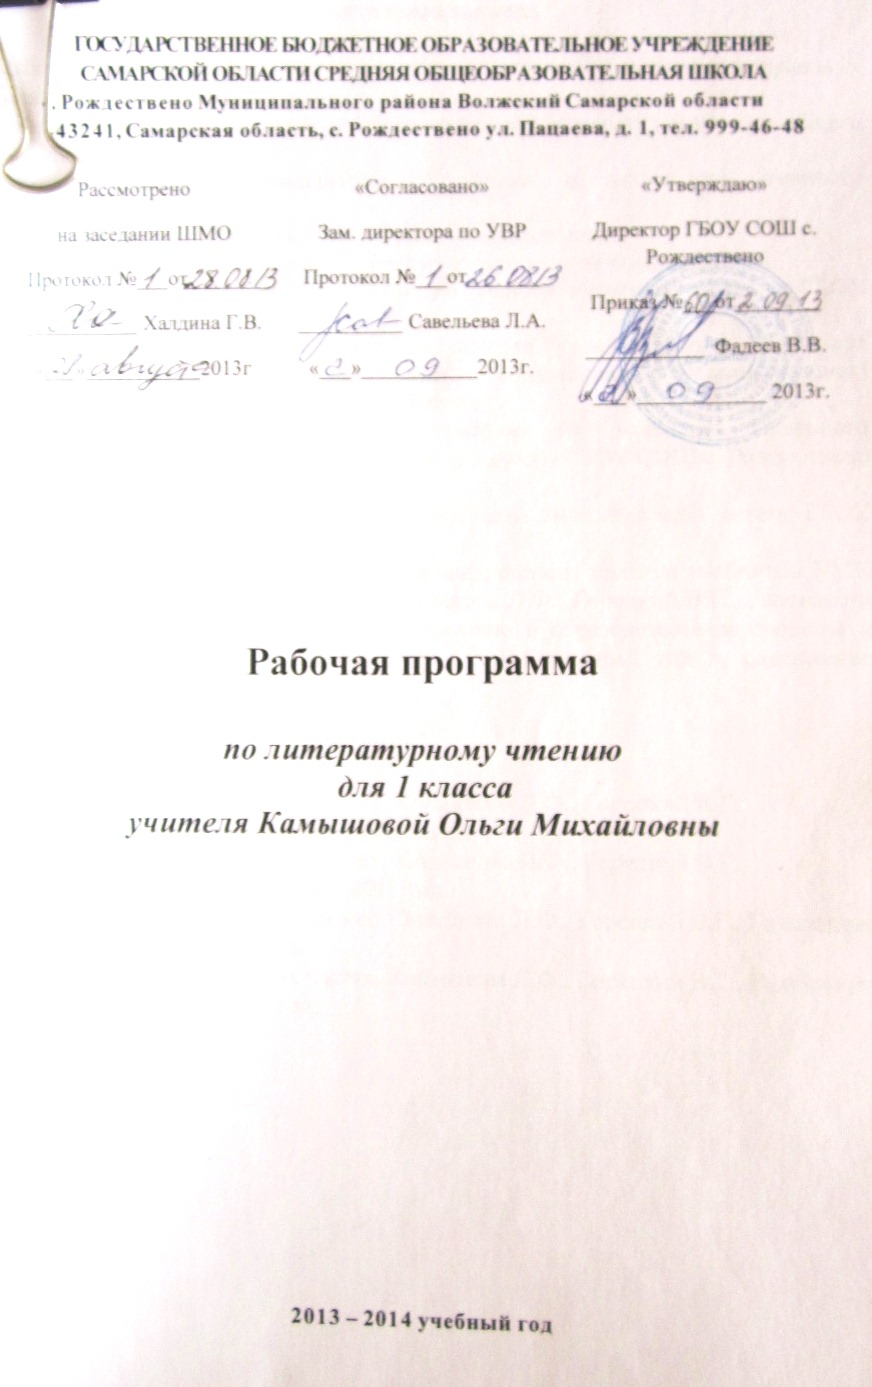 ГОСУДАРСТВЕННОЕ БЮДЖЕТНОЕ ОБРАЗОВАТЕЛЬНОЕ УЧРЕЖДЕНИЕ
САМАРСКОЙ ОБЛАСТИ СРЕДНЯЯ ОБЩЕОБРАЗОВАТЕЛЬНАЯ ШКОЛА
. Рождествено Муниципального района Волжский Самарской области
43241, Самарская область, с. Рождествено ул. Пацаева, д. 1, тел. 999-46-48
Рассмотрено
на заседании ШМО
Протокол № 1 от 28.08 13
Халдина Г.В.
августа 2013г
«Согласовано»
Зам. директора по УВР
Протокол № 1 от 26.0813
Савельева Л.А.
«2» 09 2013г.
«Утверждаю»
Директор ГБОУ СОШ с.
Рождествено
Приказ № 60 от 2.09.13
Фадеев В.В.
«2» 09 2013г.
Рабочая программа
по литературному чтению
для 1 класса
учителя Камышовой Ольги Михайловны
2013 – 2014 учебный год